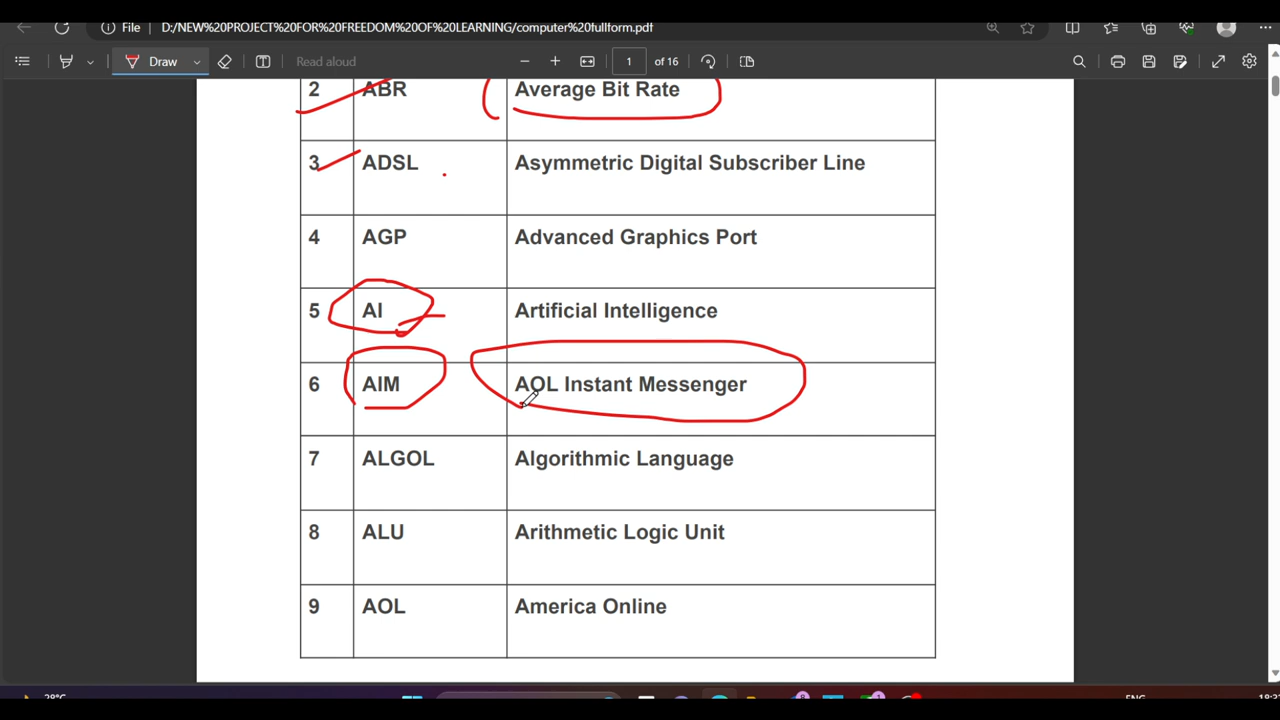 File D:/NEW%20PROJECT%20FOR%20FREEDOM%20OF%20LEARNING/computer%20fullform.pdf
Draw Read aloud 1 of 16
2 ABR Average Bit Rate
3 ADSL Asymmetric Digital Subscriber Line
4 AGP Advanced Graphics Port
5 AI Artificial Intelligence
6 AIM AOL Instant Messenger
7 ALGOL Algorithmic Language
8 ALU Arithmetic Logic Unit
9 AOL America Online